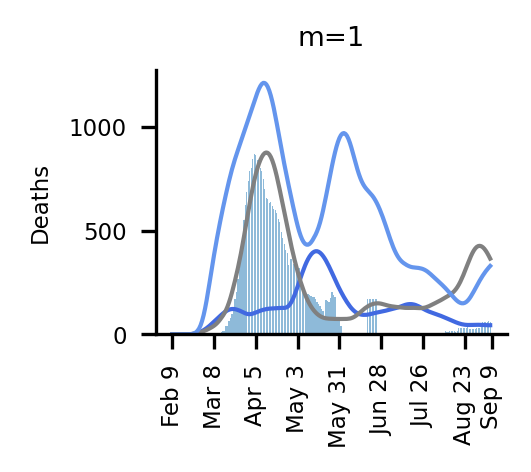 m=1
Deaths
1000
500
0
Feb 9
Mar 8
Apr 5
May 3
May 31
Jun 28
Jul 26
Aug 23
Sep 9